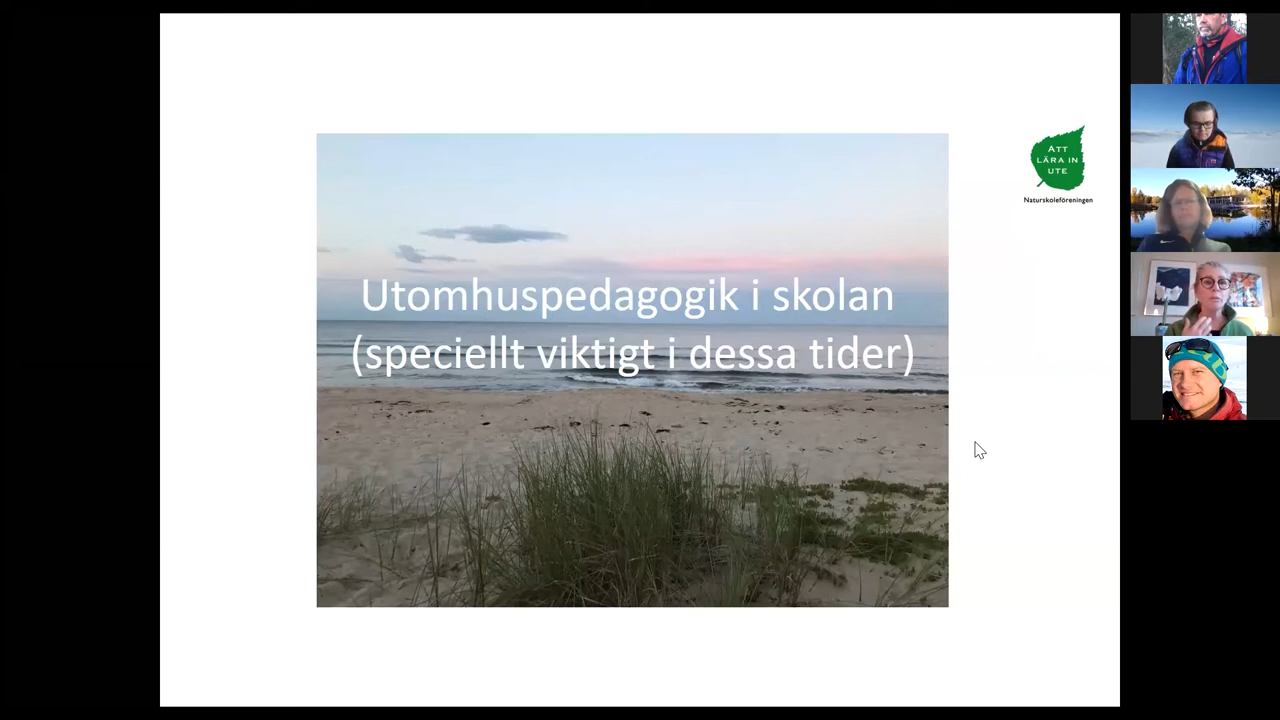 Utomhuspedagogik i skolan
(speciellt viktigt i dessa tider)
ATT
LÄRA IN
UTE
Naturskoleföreningen